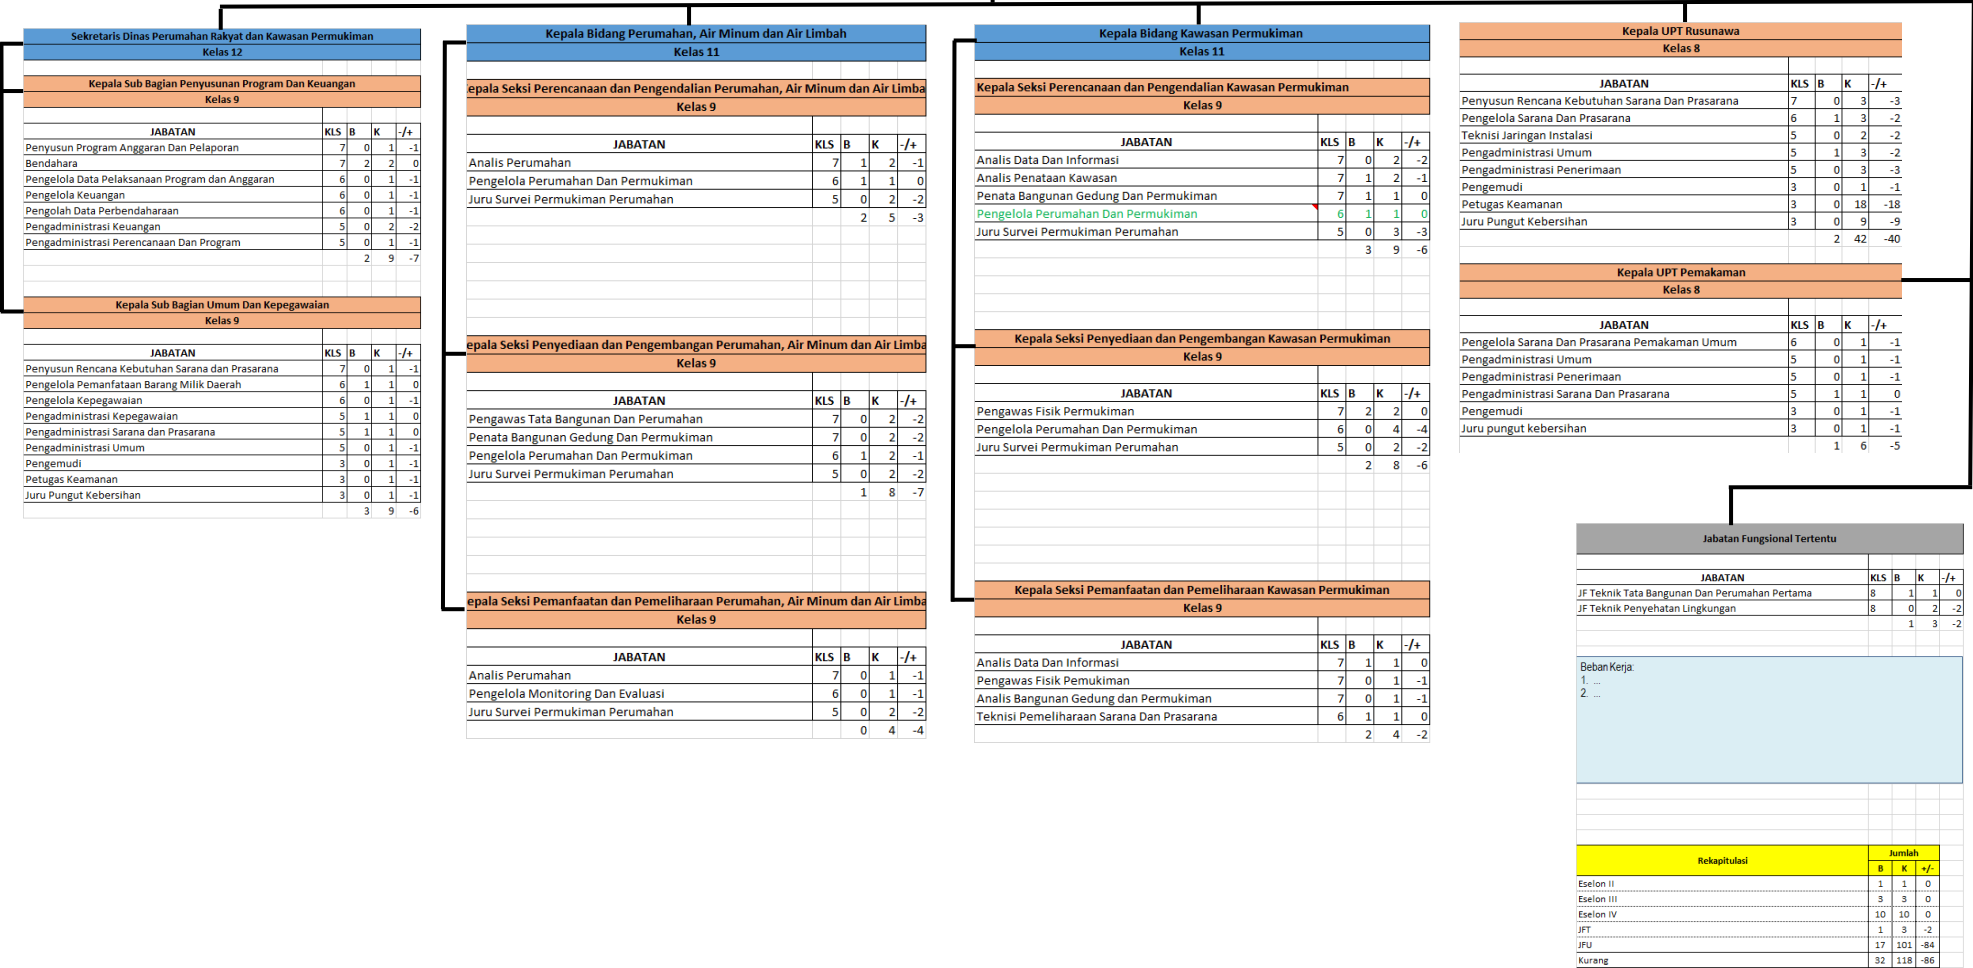 Sekretaris Dinas Perumahan Rakyat dan Kawasan Permukiman
Kelas 12
Kepala Sub Bagian Penyusunan Program Dan Keuangan
Kelas 9
JABATAN KLS B K -/+
Penyusun Program Anggaran Dan Pelaporan 7 0 1 -1
Bendahara 7 2 2 0
Pengelola Data Pelaksanaan Program dan Anggaran 6 0 1 -1
Pengelola Keuangan 6 0 1 -1
Pengolah Data Perbendaharaan 6 0 1 -1
Pengadministrasi Keuangan 5 0 2 -2
Pengadministrasi Perencanaan Dan Program 5 0 1 -1
2 9 -7
Kepala Sub Bagian Umum Dan Kepegawaian
Kelas 9
JABATAN KLS B K -/+
Penyusun Rencana Kebutuhan Sarana dan Prasarana 7 0 1 -1
Pengelola Pemanfataan Barang Milik Daerah 6 1 1 0
Pengelola Kepegawaian 6 0 1 -1
Pengadministrasi Kepegawaian 5 1 1 0
Pengadministrasi Sarana dan Prasarana 5 1 1 0
Pengadministrasi Umum 5 0 1 -1
Pengemudi 3 0 1 -1
Petugas Keamanan 3 0 1 -1
Juru Pungut Kebersihan 3 0 1 -1
3 9 -6
Kepala Bidang Perumahan, Air Minum dan Air Limbah
Kelas 11
epala Seksi Perencanaan dan Pengendalian Perumahan, Air Minum dan Air Limba
Kelas 9
JABATAN KLS B K -/+
Analis Perumahan 7 1 2 -1
Pengelola Perumahan Dan Permukiman 6 1 1 0
Juru Survei Permukiman Perumahan 5 0 2 -2
2 5 -3
epala Seksi Penyediaan dan Pengembangan Perumahan, Air Minum dan Air Limba
Kelas 9
JABATAN KLS B K -/+
Pengawas Tata Bangunan Dan Perumahan 7 0 2 -2
Penata Bangunan Gedung Dan Permukiman 7 0 2 -2
Pengelola Perumahan Dan Permukiman 6 1 2 -1
Juru Survei Permukiman Perumahan 5 0 2 -2
1 8 -7
epala Seksi Pemanfaatan dan Pemeliharaan Perumahan, Air Minum dan Air Limba
Kelas 9
JABATAN KLS B K -/+
Analis Perumahan 7 0 1 -1
Pengelola Monitoring Dan Evaluasi 6 0 1 -1
Juru Survei Permukiman Perumahan 5 0 2 -2
0 4 -4
Kepala Bidang Kawasan Permukiman
Kelas 11
Kepala Seksi Perencanaan dan Pengendalian Kawasan Permukiman
Kelas 9
JABATAN KLS B K -/+
Analis Data Dan Informasi 7 0 2 -2
Analis Penataan Kawasan 7 1 2 -1
Penata Bangunan Gedung Dan Permukiman 7 1 1 0
Pengelola Perumahan Dan Permukiman 6 1 1 0
Juru Survei Permukiman Perumahan 5 0 3 -3
3 9 -6
Kepala Seksi Penyediaan dan Pengembangan Kawasan Permukiman
Kelas 9
JABATAN KLS B K -/+
Pengawas Fisik Permukiman 7 2 2 0
Pengelola Perumahan Dan Permukiman 6 0 4 -4
Juru Survei Permukiman Perumahan 5 0 2 -2
2 8 -6
Kepala Seksi Pemanfaatan dan Pemeliharaan Kawasan Permukiman
Kelas 9
JABATAN KLS B K -/+
Analis Data Dan Informasi 7 1 1 0
Pengawas Fisik Pemukiman 7 0 1 -1
Analis Bangunan Gedung dan Permukiman 7 0 1 -1
Teknisi Pemeliharaan Sarana Dan Prasarana 6 1 1 0
2 4 -2
Kepala UPT Rusunawa
Kelas 8
JABATAN KLS B K -/+
Penyusun Rencana Kebutuhan Sarana Dan Prasarana 7 0 3 -3
Pengelola Sarana Dan Prasarana 6 1 3 -2
Teknisi Jaringan Instalasi 5 0 2 -2
Pengadministrasi Umum 5 1 3 -2
Pengadministrasi Penerimaan 5 0 3 -3
Pengemudi 3 0 1 -1
Petugas Keamanan 3 0 18 -18
Juru Pungut Kebersihan 3 0 9 -9
2 42 -40
Kepala UPT Pemakaman
Kelas 8
JABATAN KLS B K -/+
Pengelola Sarana Dan Prasarana Pemakaman Umum 6 0 1 -1
Pengadministrasi Umum 5 0 1 -1
Pengadministrasi Penerimaan 5 0 1 -1
Pengadministrasi Sarana Dan Prasarana 5 1 1 0
Pengemudi 3 0 1 -1
Juru pungut kebersihan 3 0 1 -1
1 6 -5
Jabatan Fungsional Tertentu
JABATAN KLS B K -/+
JF Teknik Tata Bangunan Dan Perumahan Pertama 8 1 1 0
JF Teknik Penyehatan Lingkungan 8 0 2 -2
1 3 -2
Beban Kerja:
1. ...
2. ...
Rekapitulasi Jumlah
B K +/-
Eselon II 1 1 0
Eselon III 3 3 0
Eselon IV 10 10 0
JFT 1 3 -2
JFU 17 101 -84
Kurang 32 118 -86